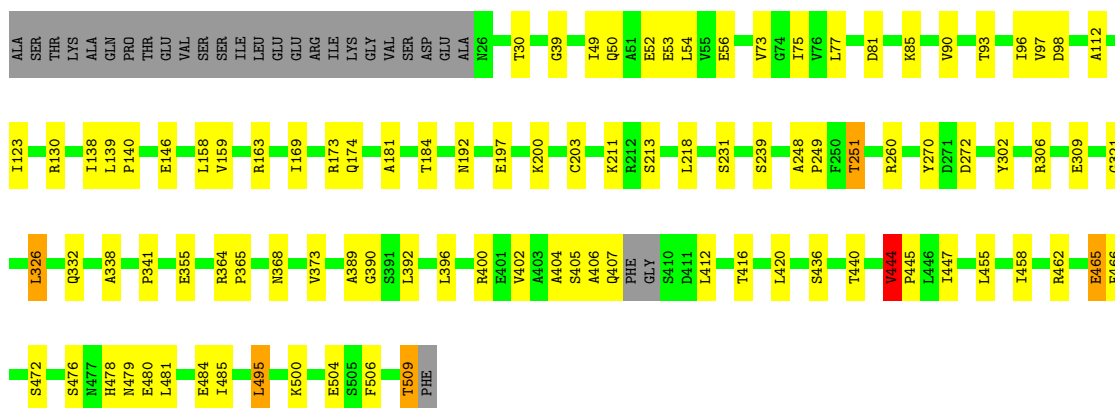 ALA SER THR LYS ALA GLN PRO THR GLU VAL SER SER ILE LEU GLU GLU ARG ILE LYS GLY VAL SER ASP GLU ALA N26 T30 G39 I49 Q50 A51 E52 E53 L54 V55 E56 V73 G74 I75 V76 L77 D81 K85 V90 T93 I96 V97 D98 A112
I123 R130 I138 L139 P140 E146 L158 V159 R163 I169 R173 Q174 A181 T184 N192 E197 K200 C203 K211 R212 S213 L218 S231 S239 A248 P249 F250 T251 R260 Y270 D271 D272 Y302 R306 E309
L326 Q332 A338 P341 E355 R364 P365 N368 V373 A389 G390 S391 L392 L396 R400 E401 V402 A403 A404 S405 A406 Q407 PHE GLY S410 D411 L412 T416 L420 S436 T440 V444 P445 L446 I447 L455 I458 R462 E465
S472 S476 N477 H478 N479 E480 L481 E484 I485 L495 K500 E504 S505 F506 T509 PHE